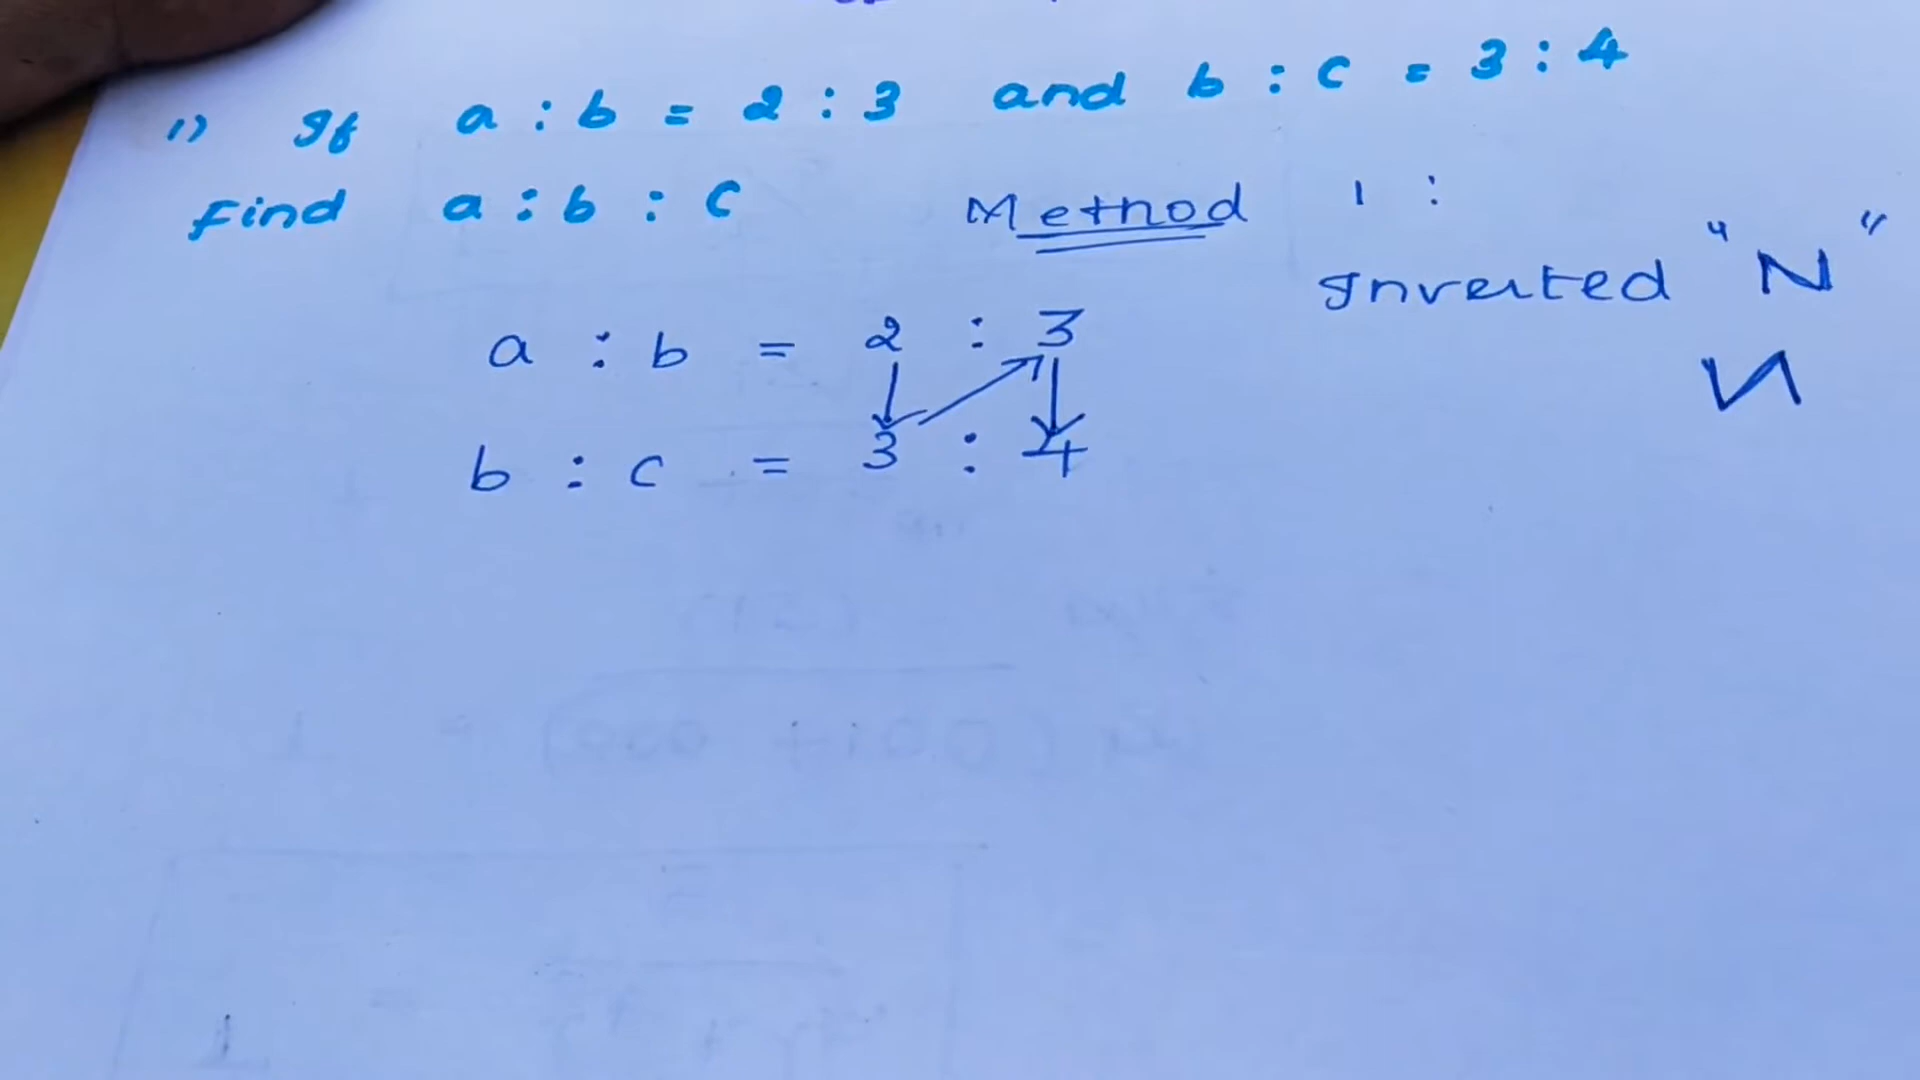 1) If a : b = 2 : 3 and b : c = 3 : 4
Find a : b : c
Method 1 :
Inverted "N"
И
a : b = 2 : 3
b : c = 3 : 4